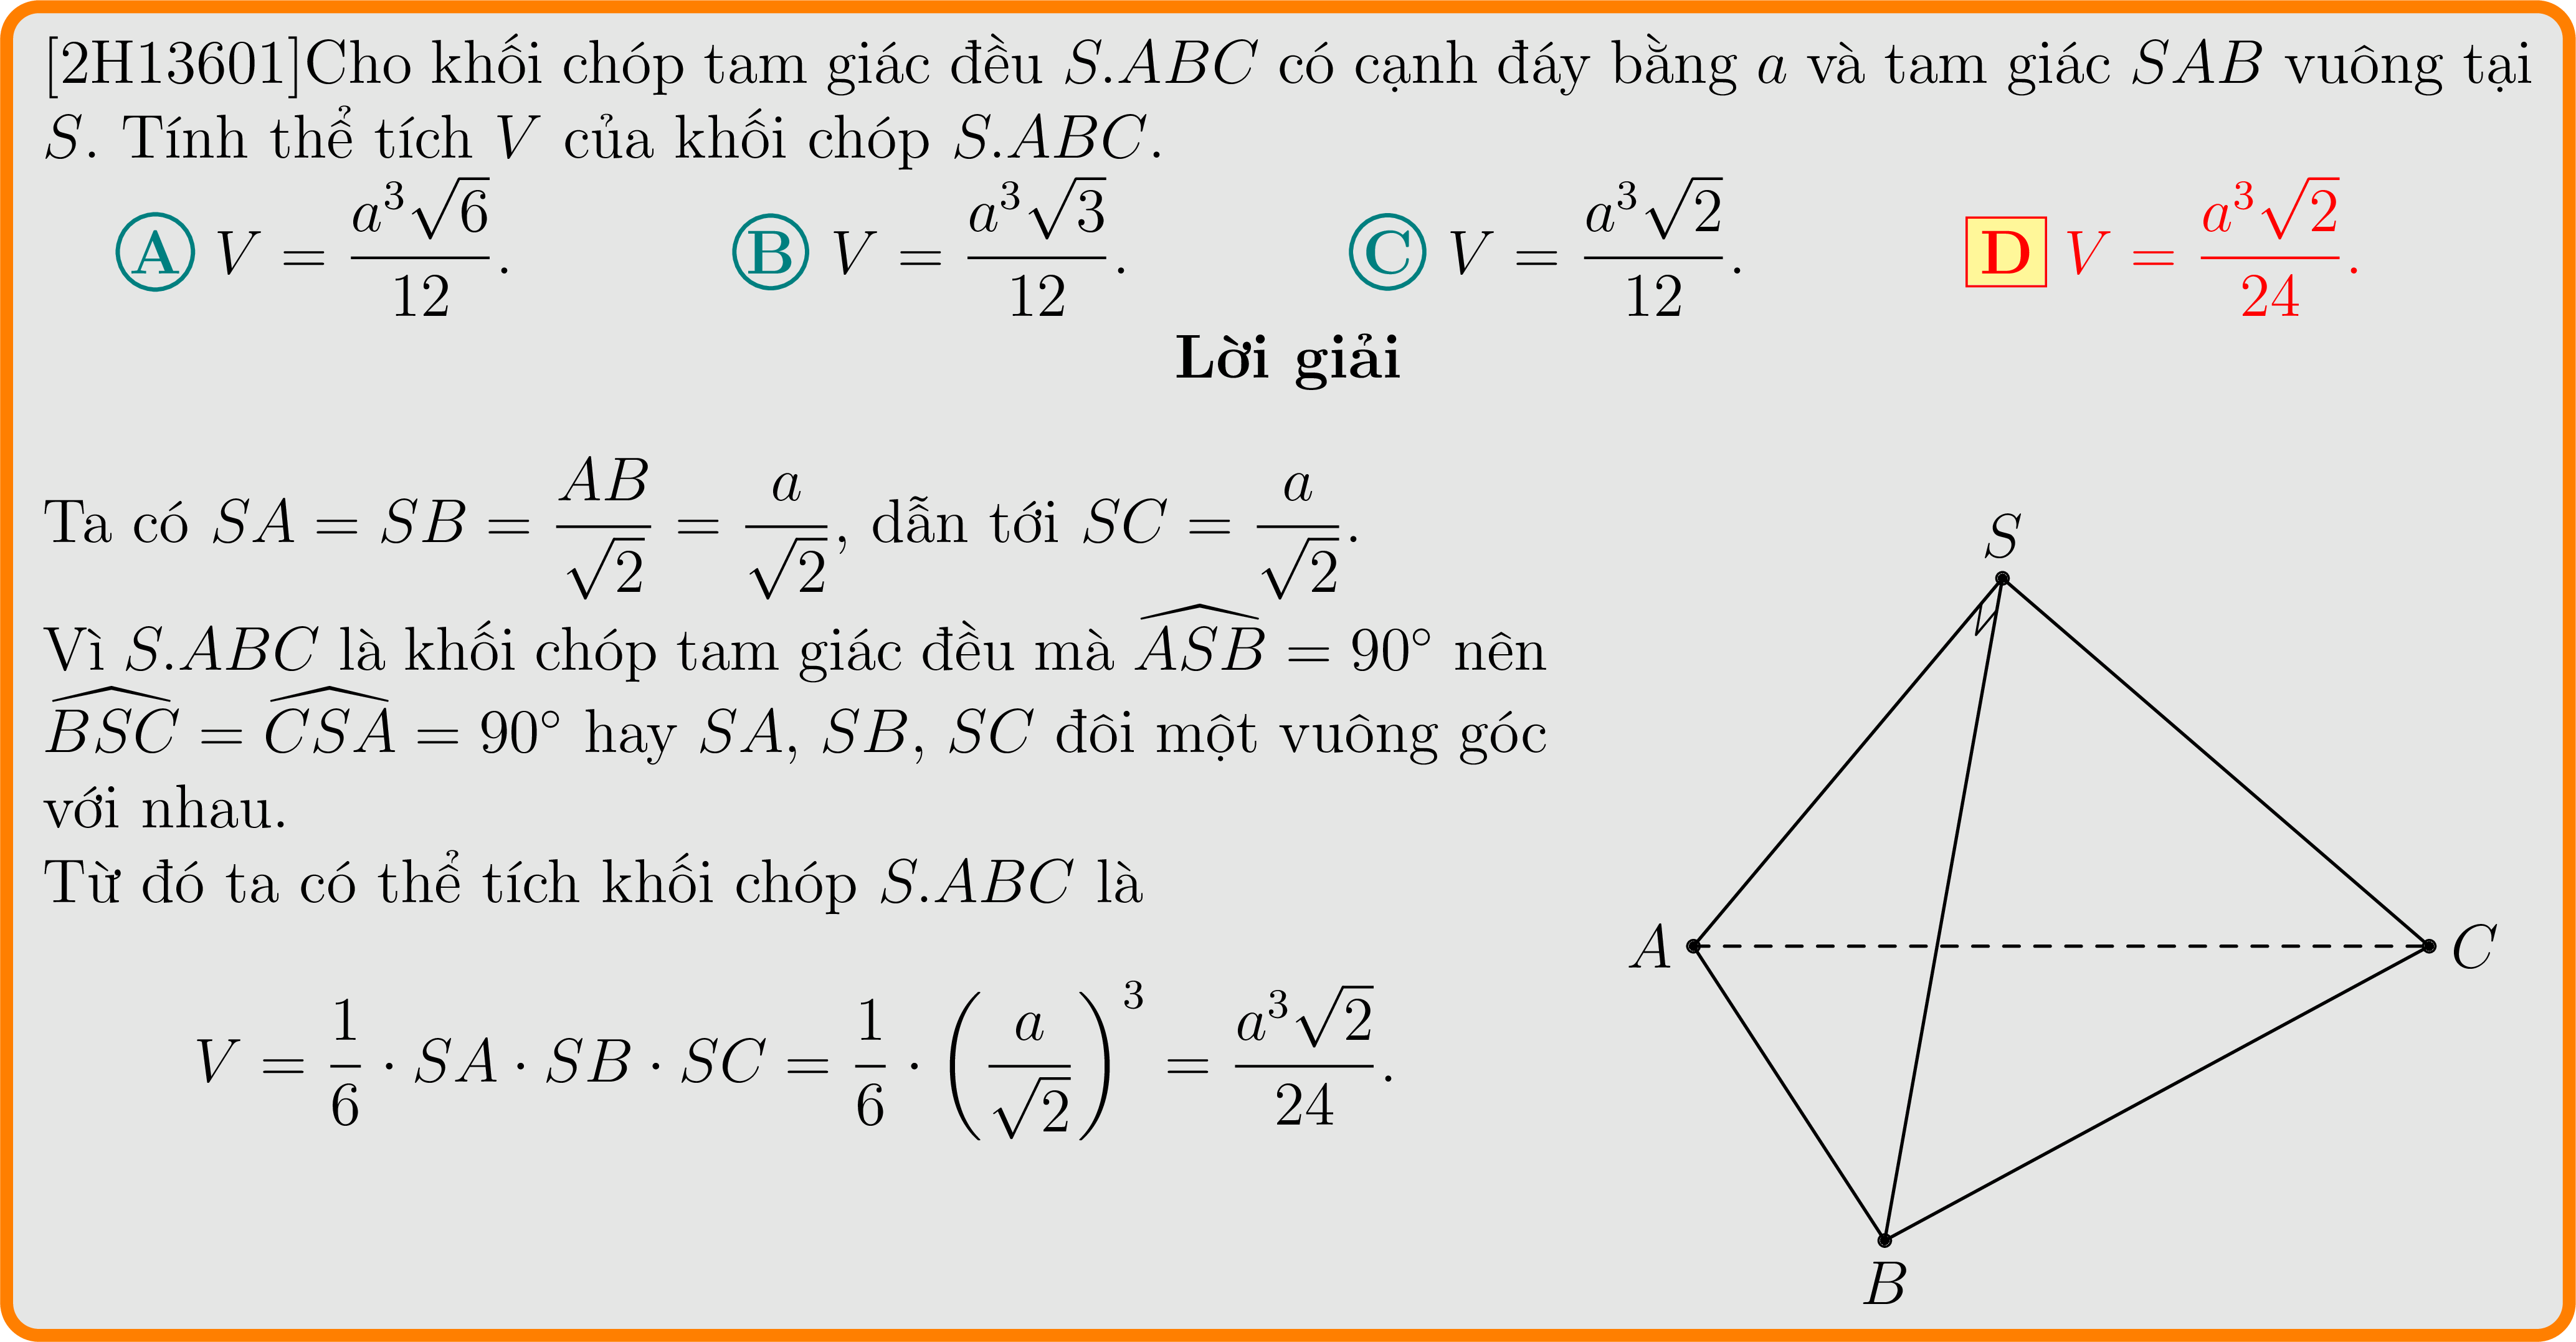 [2H13601]Cho khối chóp tam giác đều S.ABC có cạnh đáy bằng a và tam giác SAB vuông tại
S. Tính thể tích V của khối chóp S.ABC.
A V = \frac{a^3\sqrt{6}}{12}. B V = \frac{a^3\sqrt{3}}{12}. C V = \frac{a^3\sqrt{2}}{12}. D V = \frac{a^3\sqrt{2}}{24}.
Lời giải
Ta có SA = SB = \frac{AB}{\sqrt{2}} = \frac{a}{\sqrt{2}}, dẫn tới SC = \frac{a}{\sqrt{2}}.
Vì S.ABC là khối chóp tam giác đều mà \widehat{ASB} = 90° nên
\widehat{BSC} = \widehat{CSA} = 90° hay SA, SB, SC đôi một vuông góc
với nhau.
Từ đó ta có thể tích khối chóp S.ABC là
V = \frac{1}{6} · SA · SB · SC = \frac{1}{6} · \left(\frac{a}{\sqrt{2}}\right)^3 = \frac{a^3\sqrt{2}}{24}.
S
A
C
B